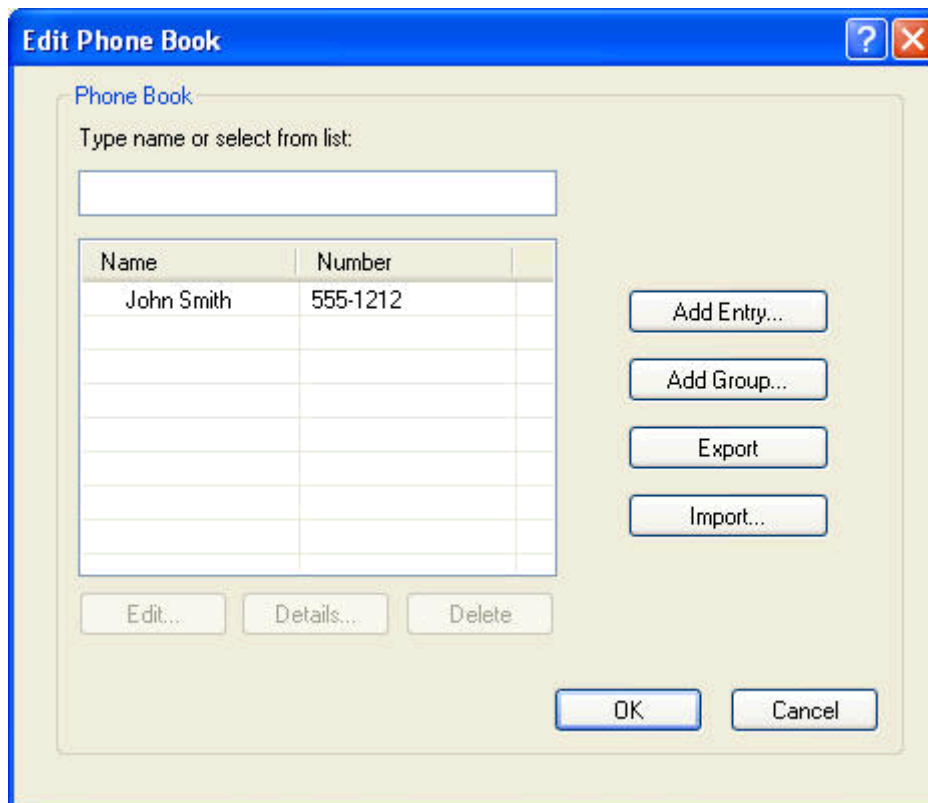 Edit Phone Book
Phone Book
Type name or select from list:
Name Number
John Smith 555-1212
Add Entry...
Add Group...
Export
Import...
Edit... Details... Delete
OK Cancel